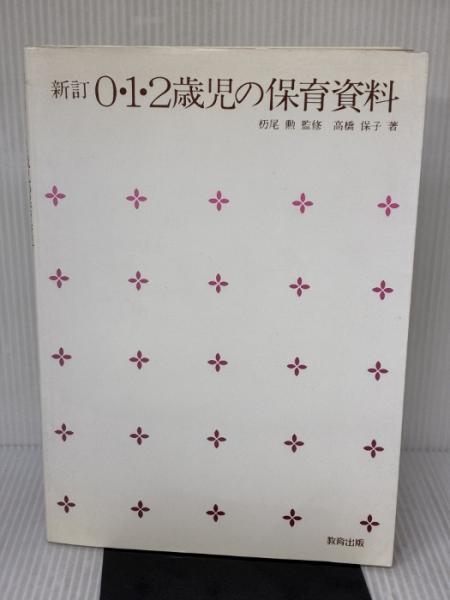 新訂 0・1・2歳児の保育資料
杤尾 勲 監修 高橋 保子 著
教育出版